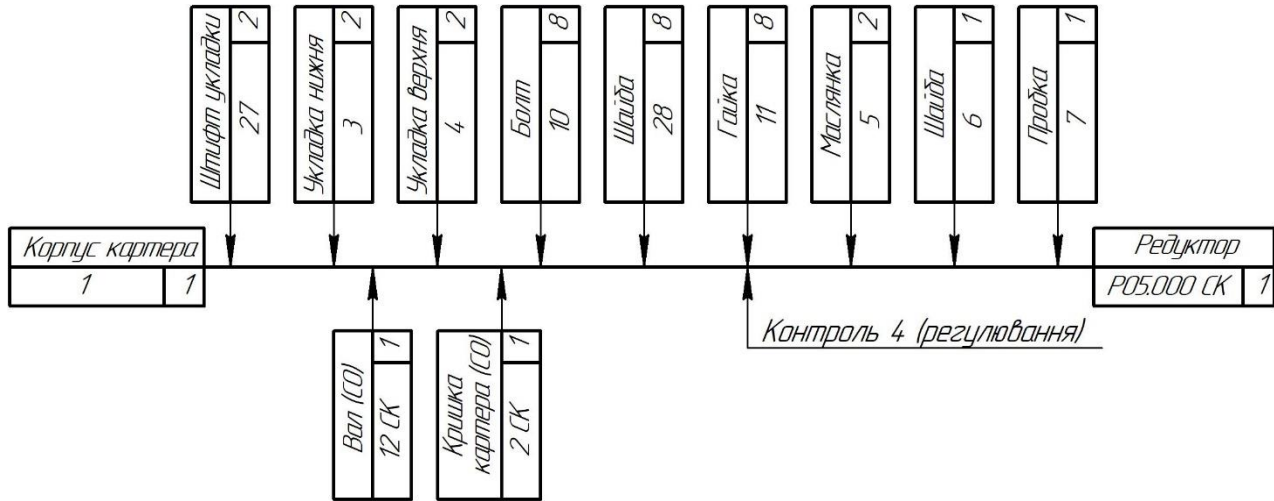 Штифт укладки
27
2
Укладка нижня
3
2
Укладка верхня
4
2
Болт
10
8
Шайба
28
8
Гайка
11
8
Маслянка
5
2
Шайба
6
1
Пробка
7
1
Корпус картера
1
1
Редуктор
Р05.000 СК
1
Вал (СО)
12 СК
1
Кришка
картера (СО)
2 СК
1
Контроль 4 (регулювання)